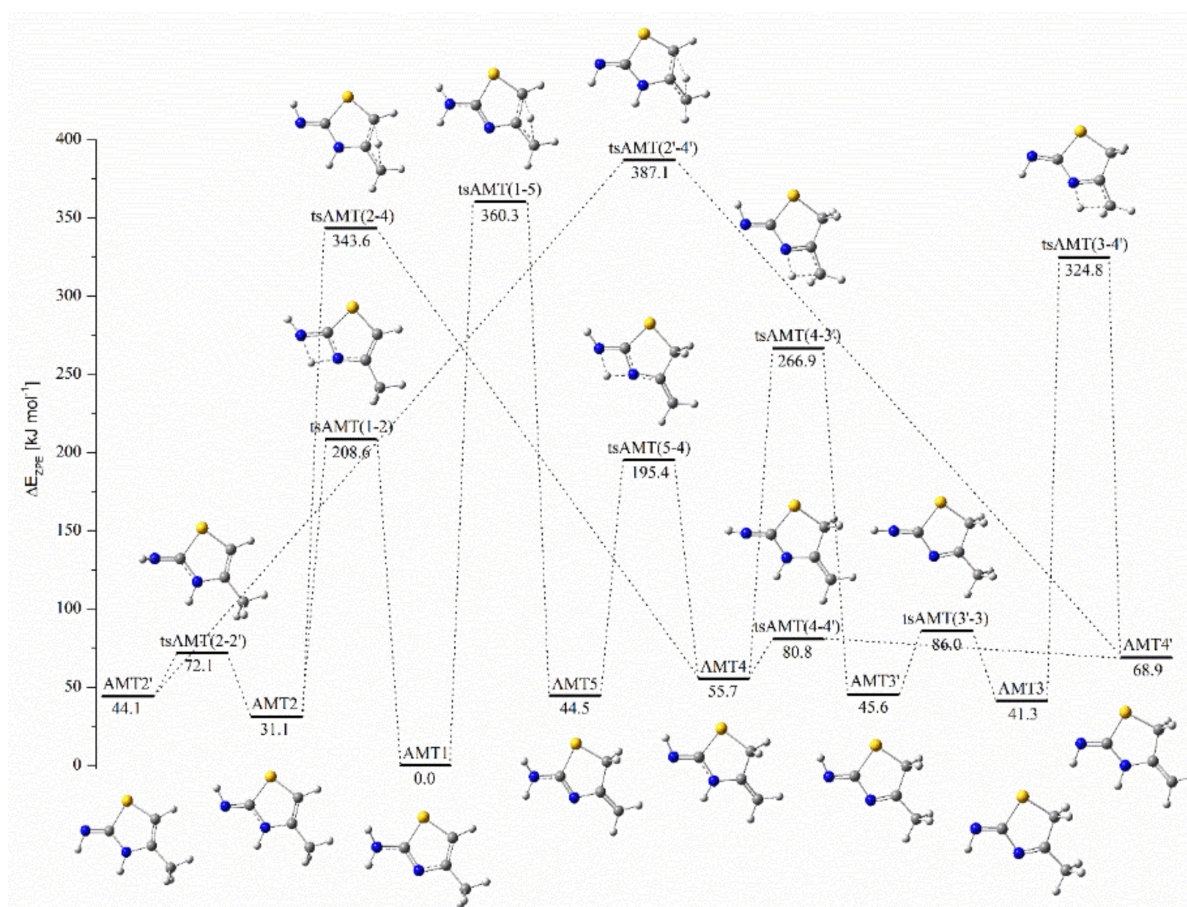 tsAMT(2'-4')
387.1
tsAMT(1-5)
360.3
tsAMT(2-4)
343.6
tsAMT(3-4')
324.8
tsAMT(4-3')
266.9
tsAMT(1-2)
208.6
tsAMT(5-4)
195.4
tsAMT(2-2')
72.1
tsAMT(4-4')
80.8
tsAMT(3'-3)
86.0
AMT2'
44.1
AMT2
31.1
AMT1
0.0
AMT5
44.5
AMT4
55.7
AMT3'
45.6
AMT3
41.3
AMT4'
68.9
400
350
300
250
200
150
100
50
0
ΔE_ZPE [kJ mol⁻¹]